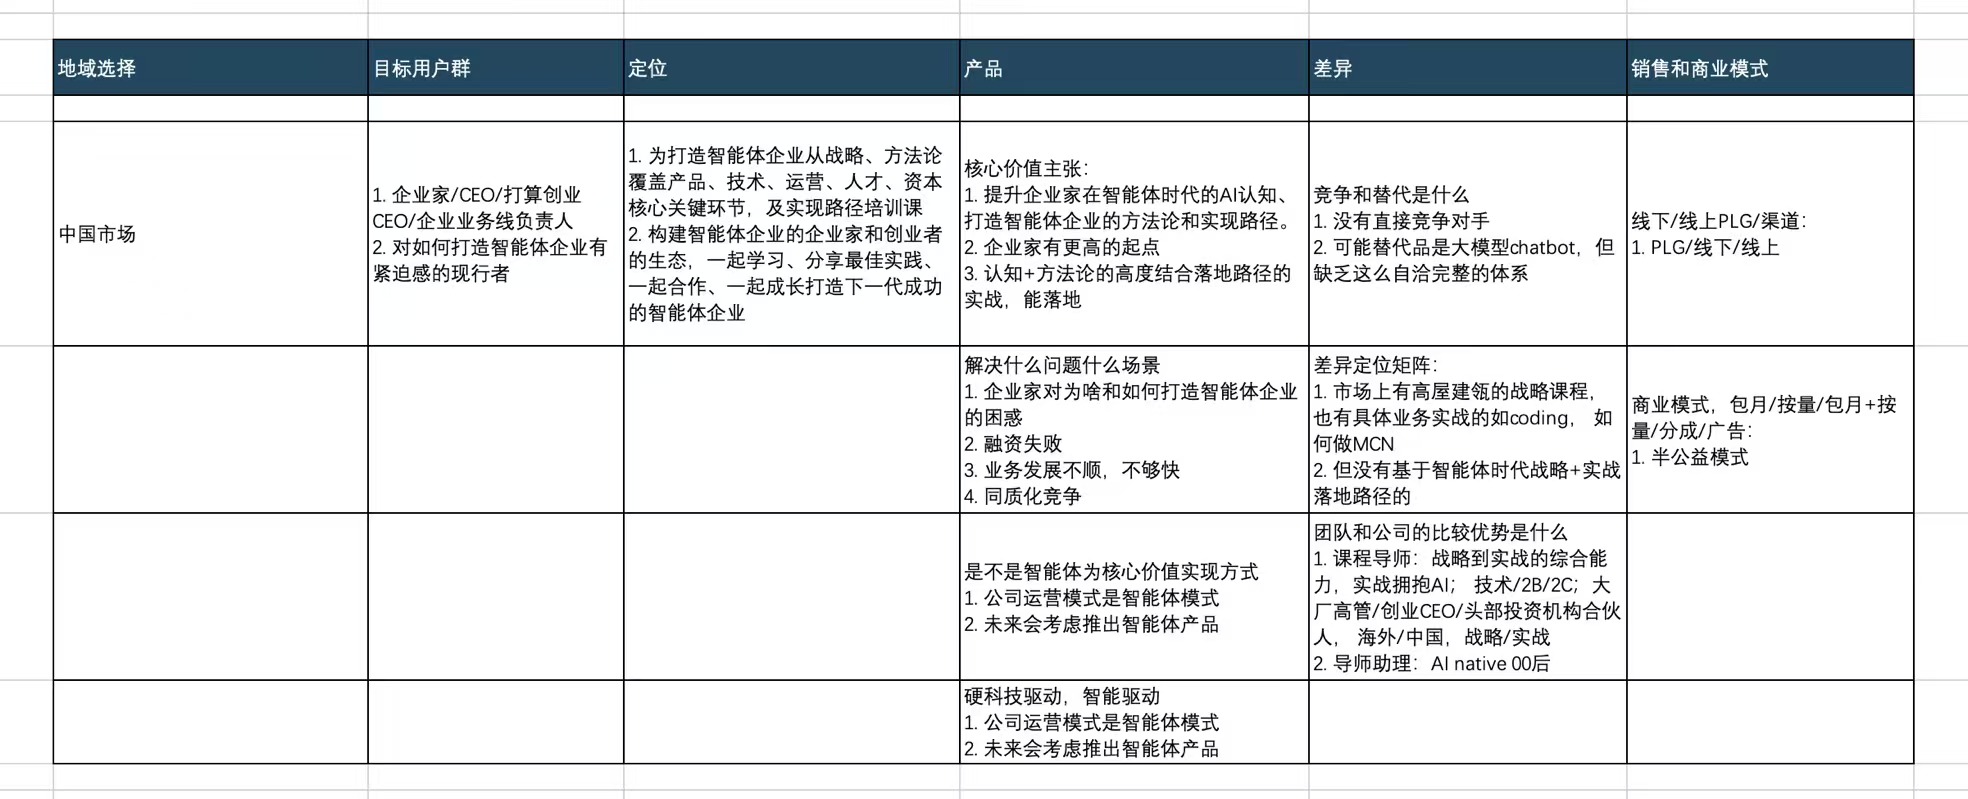 地域选择
目标用户群
定位
产品
差异
销售和商业模式
中国市场
1. 企业家/CEO/打算创业
CEO/企业业务线负责人
2. 对如何打造智能体企业有
紧迫感的现行者
1. 为打造智能体企业从战略、方法论
覆盖产品、技术、运营、人才、资本
核心关键环节，及实现路径培训课
2. 构建智能体企业的企业家和创业者
的生态，一起学习、分享最佳实践、
一起合作、一起成长打造下一代成功
的智能体企业
核心价值主张：
1. 提升企业家在智能体时代的AI认知、
打造智能体企业的方法论和实现路径。
2. 企业家有更高的起点
3. 认知+方法论的高度结合落地路径的
实战，能落地
竞争和替代是什么
1. 没有直接竞争对手
2. 可能替代品是大模型chatbot，但
缺乏这么自洽完整的体系
线下/线上PLG/渠道：
1. PLG/线下/线上
解决什么问题什么场景
1. 企业家对为啥和如何打造智能体企业
的困惑
2. 融资失败
3. 业务发展不顺，不够快
4. 同质化竞争
差异定位矩阵：
1. 市场上有高屋建瓴的战略课程，
也有具体业务实战的如coding， 如
何做MCN
2. 但没有基于智能体时代战略+实战
落地路径的
商业模式，包月/按量/包月+按
量/分成/广告：
1. 半公益模式
是不是智能体为核心价值实现方式
1. 公司运营模式是智能体模式
2. 未来会考虑推出智能体产品
团队和公司的比较优势是什么
1. 课程导师：战略到实战的综合能
力，实战拥抱AI； 技术/2B/2C；大
厂高管/创业CEO/头部投资机构合伙
人， 海外/中国，战略/实战
2. 导师助理：AI native 00后
硬科技驱动，智能驱动
1. 公司运营模式是智能体模式
2. 未来会考虑推出智能体产品